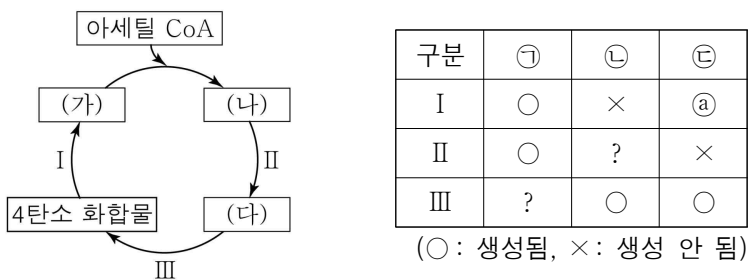 아세틸 CoA
(가)
(나)
Ⅰ
Ⅱ
4탄소 화합물
(다)
Ⅲ
구분 ㉠ ㉡ ㉢
Ⅰ ○ × ⓐ
Ⅱ ○ ? ×
Ⅲ ? ○ ○
(○: 생성됨, ×: 생성 안 됨)